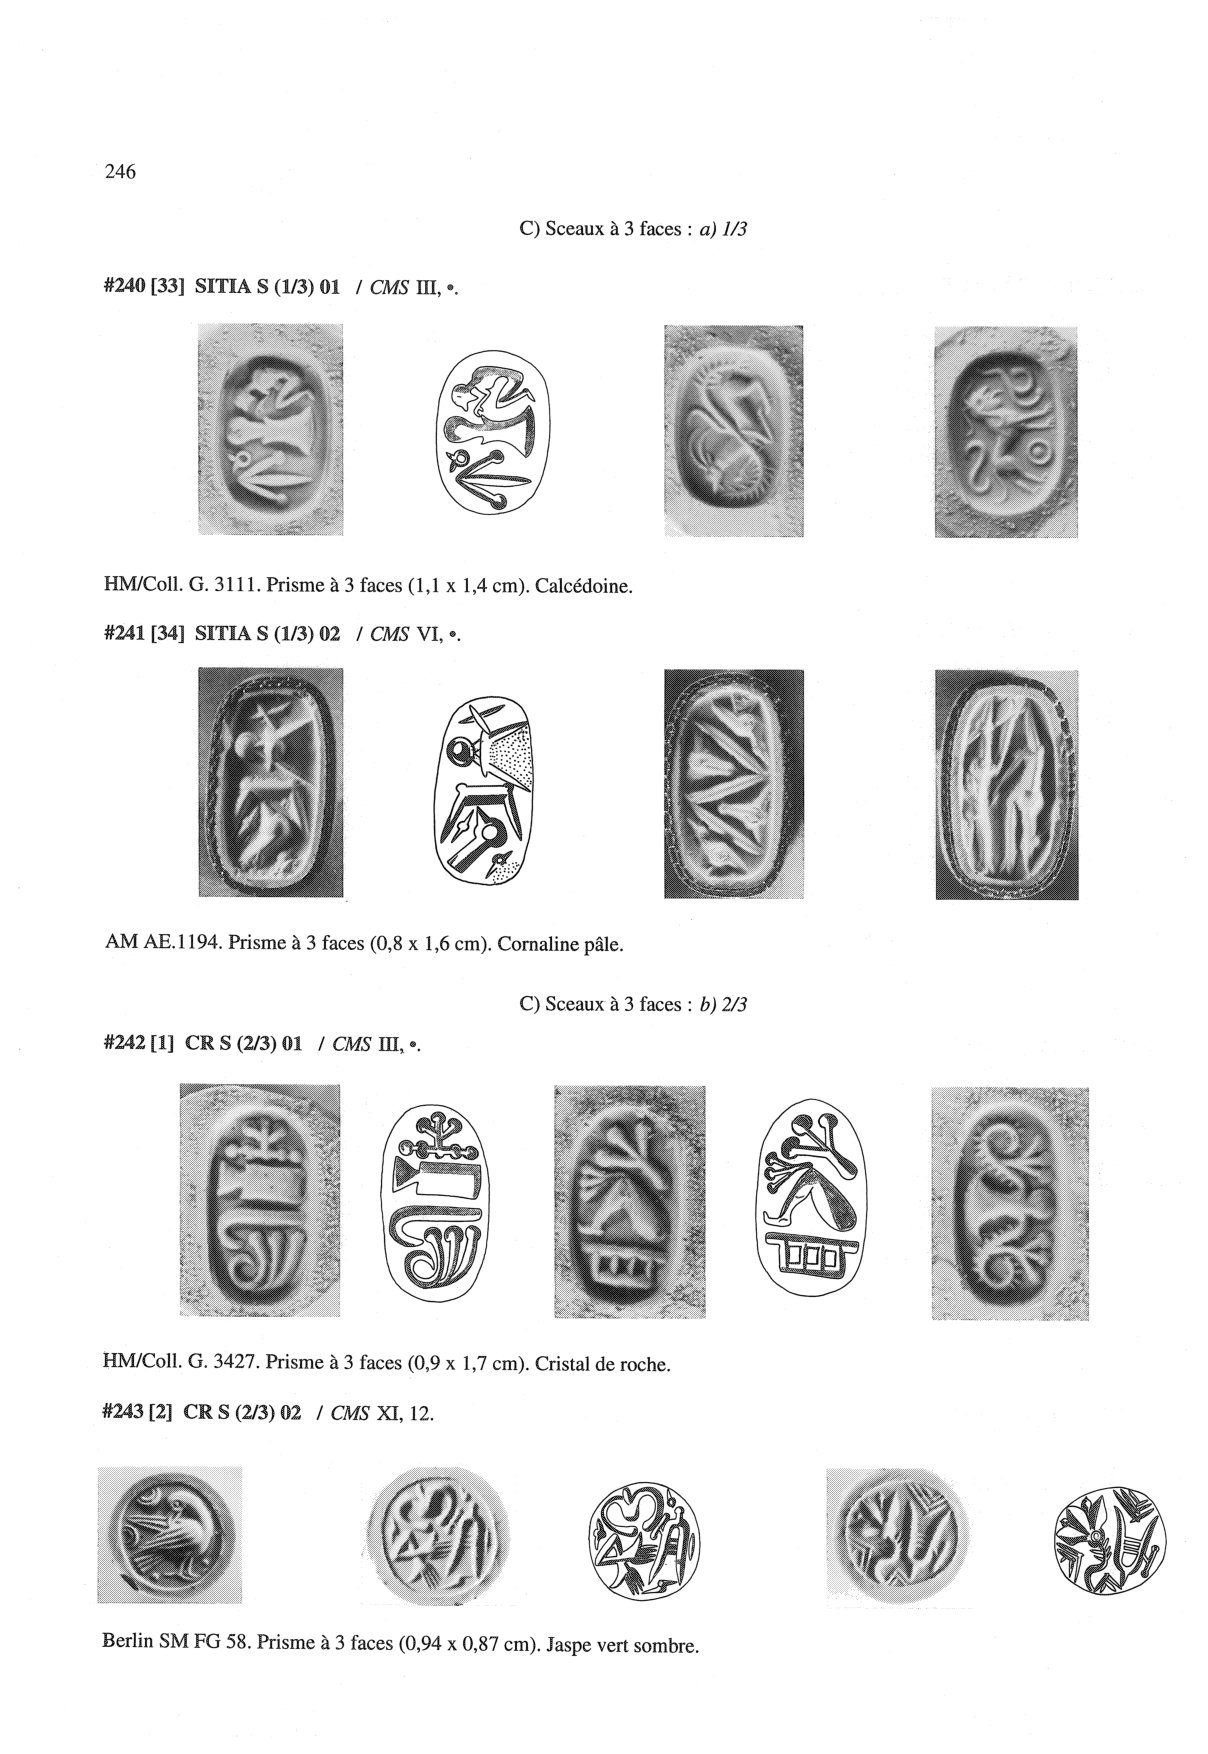 246
C) Sceaux à 3 faces : a) 1/3
#240 [33] SITIA S (1/3) 01 / CMS III, •.
HM/Coll. G. 3111. Prisme à 3 faces (1,1 x 1,4 cm). Calcédoine.
#241 [34] SITIA S (1/3) 02 / CMS VI, •.
AM AE.1194. Prisme à 3 faces (0,8 x 1,6 cm). Cornaline pâle.
C) Sceaux à 3 faces : b) 2/3
#242 [1] CR S (2/3) 01 / CMS III, •.
HM/Coll. G. 3427. Prisme à 3 faces (0,9 x 1,7 cm). Cristal de roche.
#243 [2] CR S (2/3) 02 / CMS XI, 12.
Berlin SM FG 58. Prisme à 3 faces (0,94 x 0,87 cm). Jaspe vert sombre.